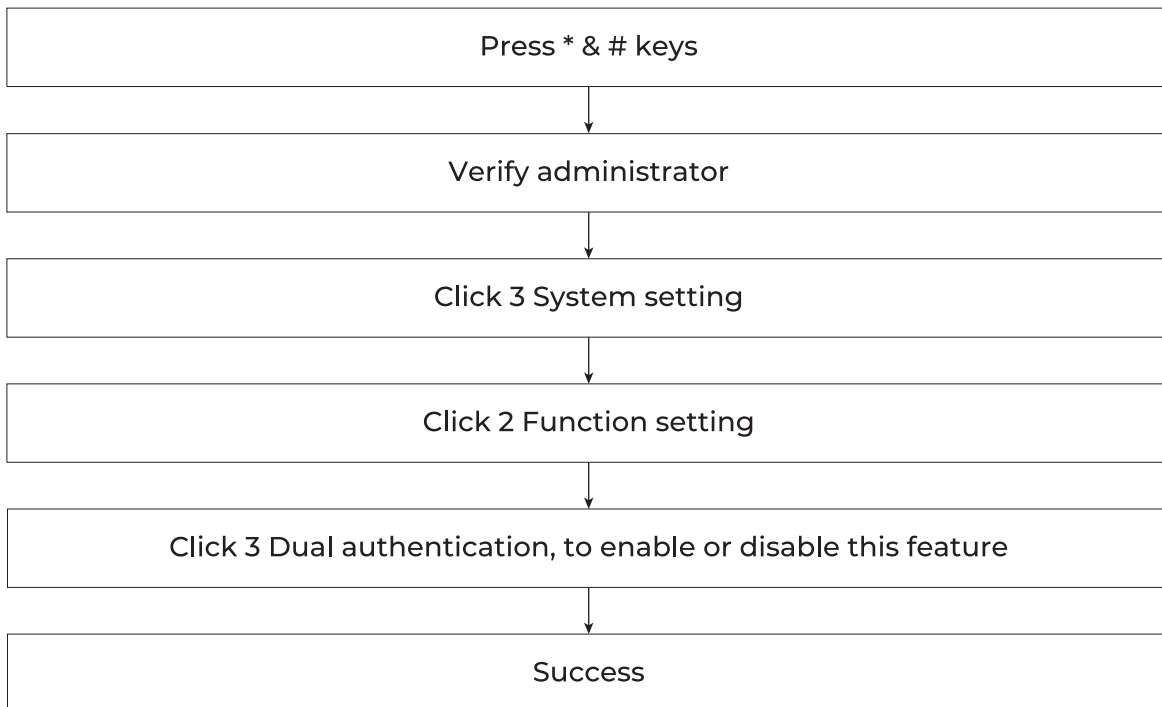 Press * & # keys
Verify administrator
Click 3 System setting
Click 2 Function setting
Click 3 Dual authentication, to enable or disable this feature
Success